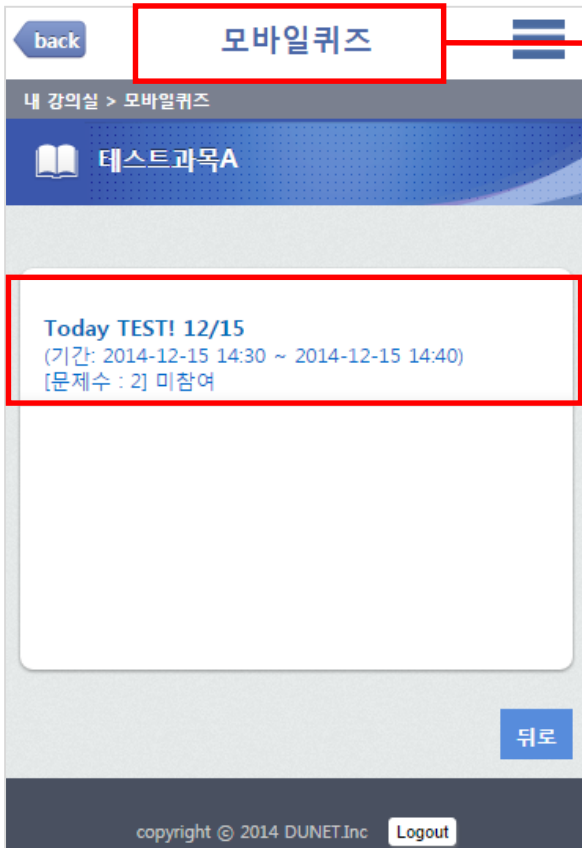 back
모바일퀴즈
내 강의실 > 모바일퀴즈
테스트과목A
Today TEST! 12/15
(기간: 2014-12-15 14:30 ~ 2014-12-15 14:40)
[문제수 : 2] 미참여
뒤로
copyright ⓒ 2014 DUNET.Inc Logout